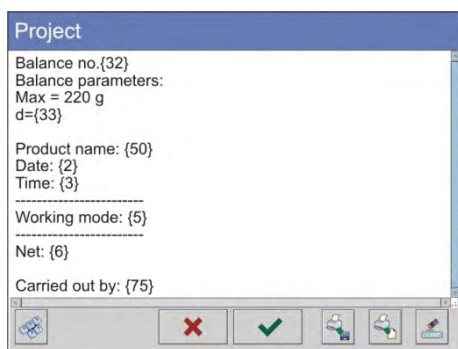 Project
Balance no.{32}
Balance parameters:
Max = 220 g
d={33}
Product name: {50}
Date: {2}
Time: {3}
------------------------
Working mode: {5}
------------------------
Net: {6}
Carried out by: {75}